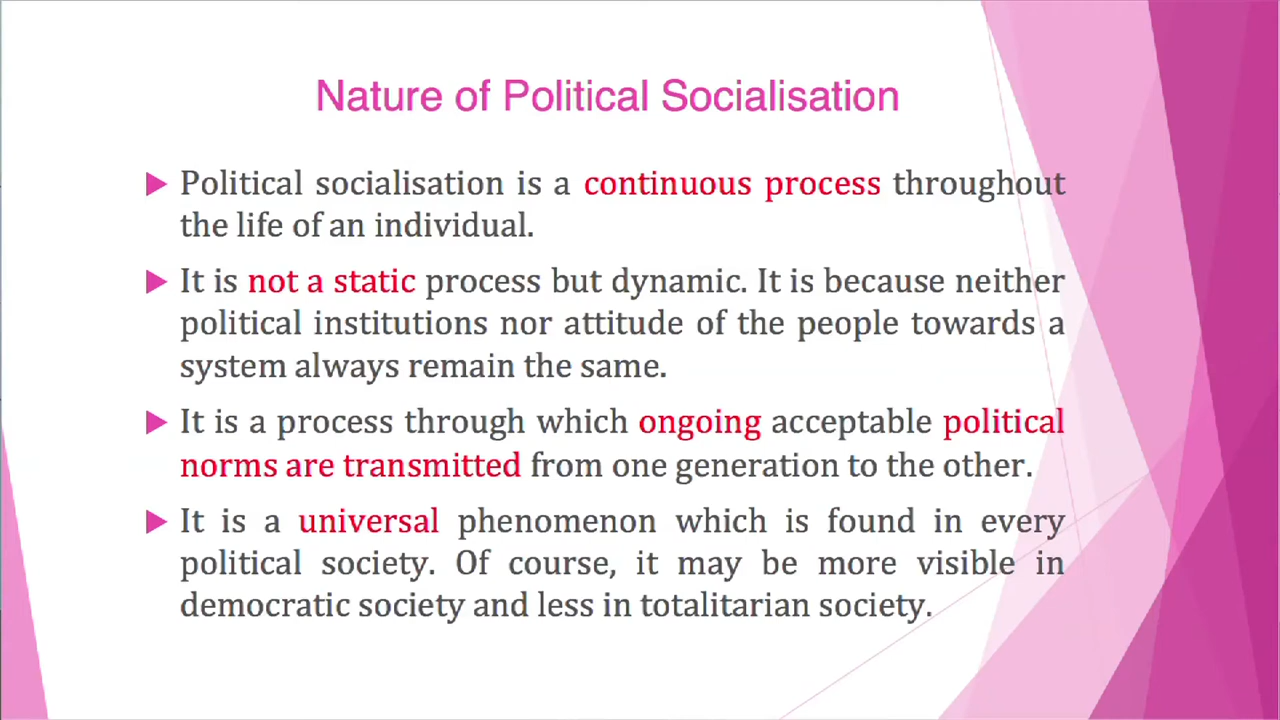 Nature of Political Socialisation
Political socialisation is a continuous process throughout
the life of an individual.
It is not a static process but dynamic. It is because neither
political institutions nor attitude of the people towards a
system always remain the same.
It is a process through which ongoing acceptable political
norms are transmitted from one generation to the other.
It is a universal phenomenon which is found in every
political society. Of course, it may be more visible in
democratic society and less in totalitarian society.